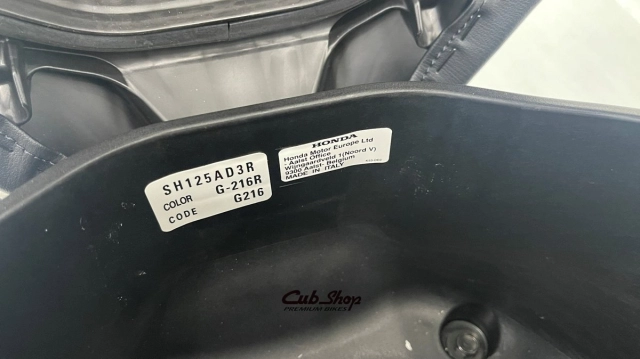 SH125AD3R
COLOR G-216R
CODE G216
HONDA
Honda Motor Europe Ltd
- Aalst Office
Wijngaardveld 1(Noord V)
9300 Aalst- Belgium
MADE IN ITALY
Cub Shop
PREMIUM BIKES